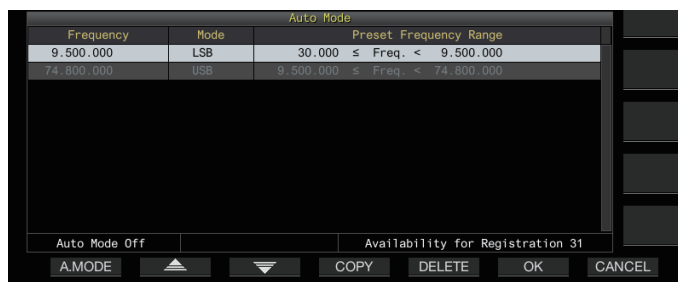 Auto Mode
Frequency Mode Preset Frequency Range
9.500.000 LSB 30.000 ≤ Freq. < 9.500.000
74.800.000 USB 9.500.000 ≤ Freq. < 74.800.000
Auto Mode Off Availability for Registration 31
A.MODE COPY DELETE OK CANCEL